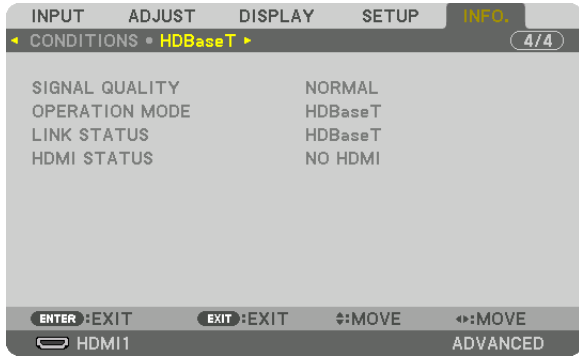 INPUT ADJUST DISPLAY SETUP INFO.
◂ CONDITIONS • HDBaseT ▸ 4/4
SIGNAL QUALITY NORMAL
OPERATION MODE HDBaseT
LINK STATUS HDBaseT
HDMI STATUS NO HDMI
ENTER :EXIT EXIT :EXIT :MOVE :MOVE
HDMI1 ADVANCED